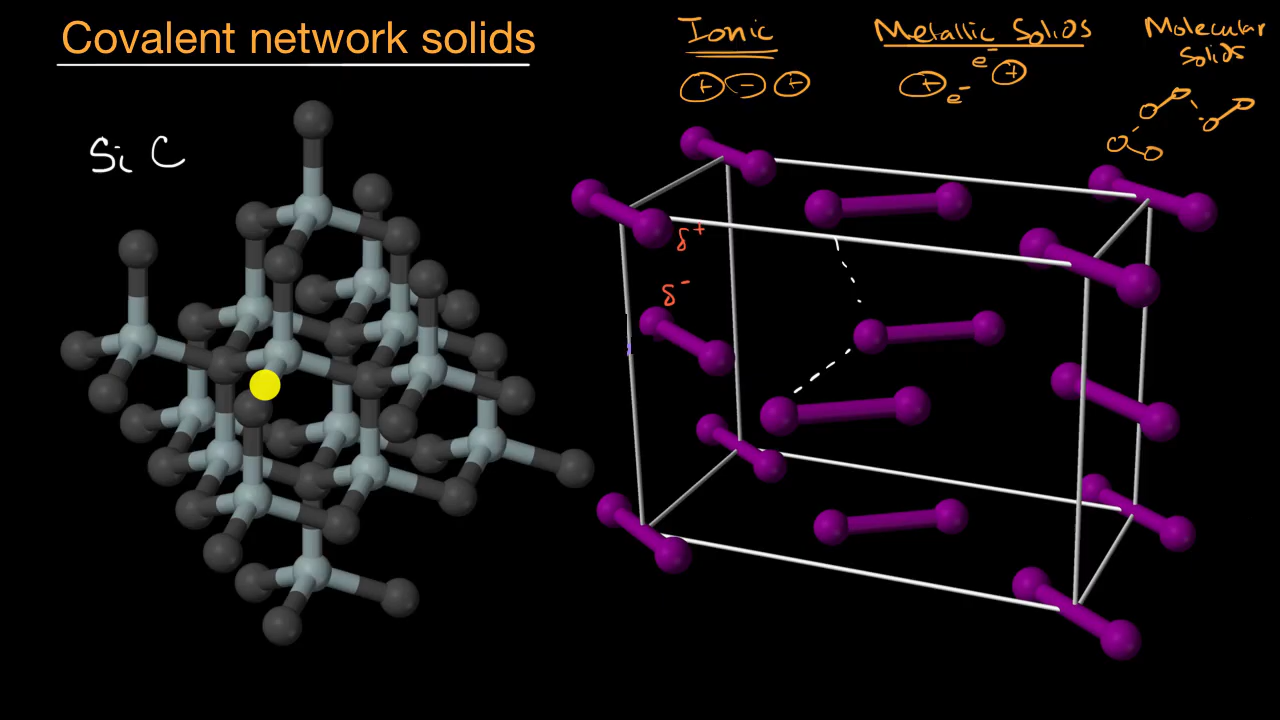 Covalent network solids
Ionic
+ - +
Metallic Solids
+ e⁻ e⁻ +
Molecular
Solids
Si C
δ⁺
δ⁻